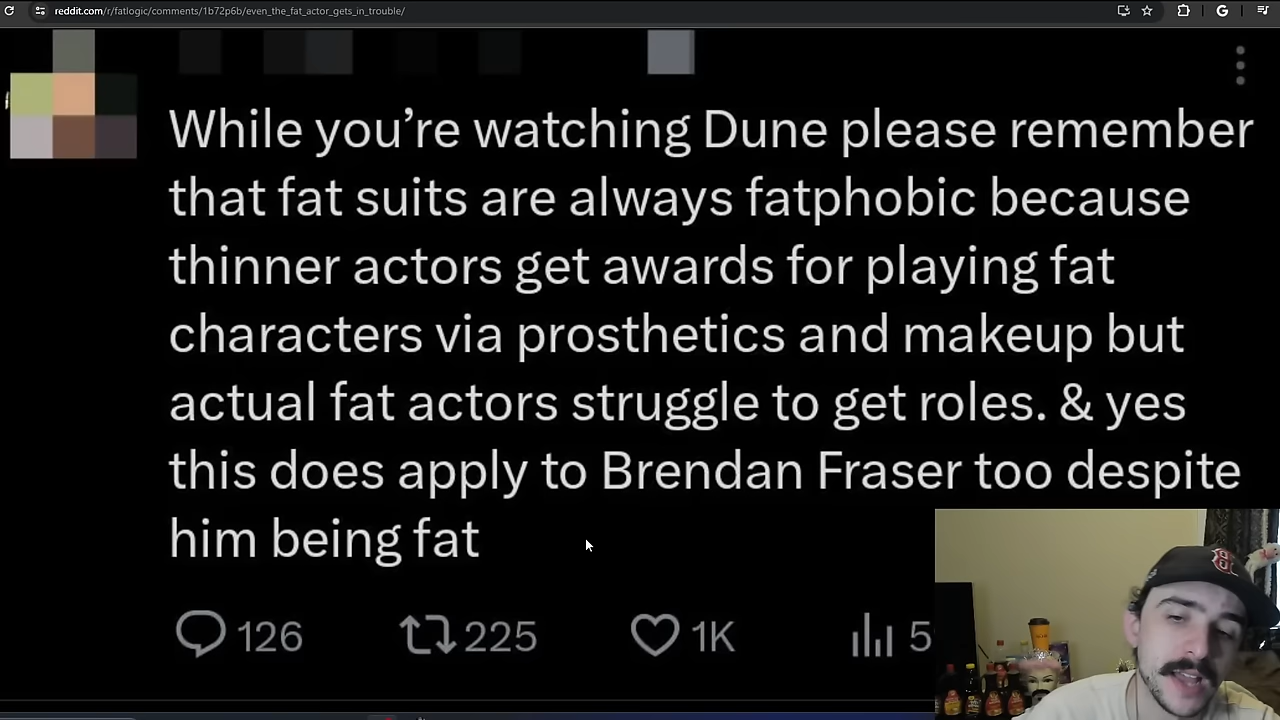 reddit.com/r/fatlogic/comments/1b72p6b/even_the_fat_actor_gets_in_trouble/
While you’re watching Dune please remember
that fat suits are always fatphobic because
thinner actors get awards for playing fat
characters via prosthetics and makeup but
actual fat actors struggle to get roles. & yes
this does apply to Brendan Fraser too despite
him being fat
126 225 1K 5